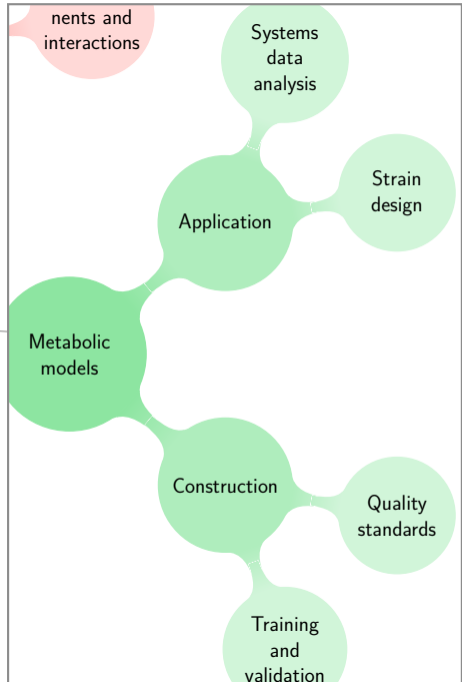 nents and
interactions
Systems
data
analysis
Strain
design
Application
Metabolic
models
Construction
Quality
standards
Training
and
validation